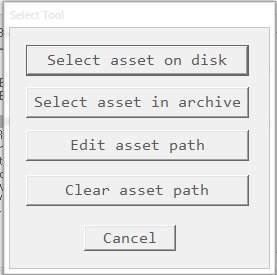 Select Tool
Select asset on disk
Select asset in archive
Edit asset path
Clear asset path
Cancel